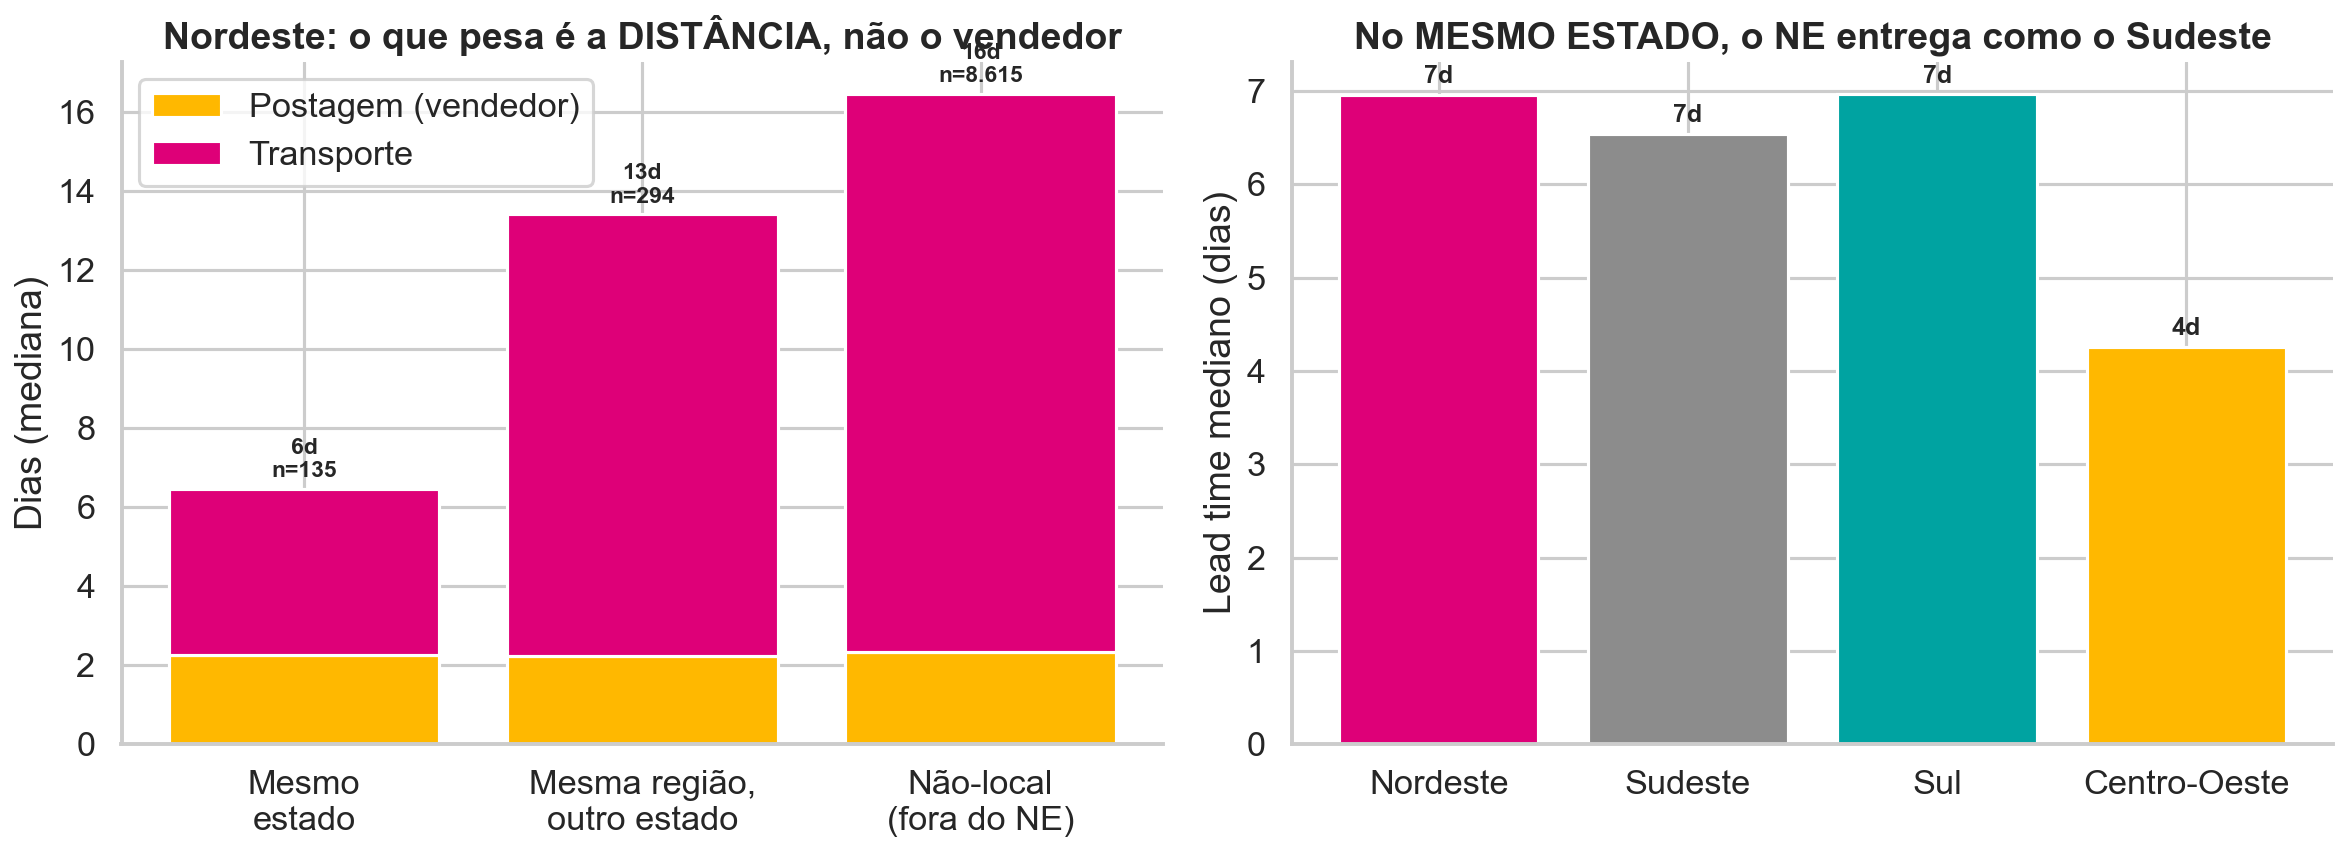 Nordeste: o que pesa é a DISTÂNCIA, não o vendedor
16d
n=8.615
Postagem (vendedor)
Transporte
13d
n=294
6d
n=135
Dias (mediana)
16
14
12
10
8
6
4
2
0
Mesmo
estado
Mesma região,
outro estado
Não-local
(fora do NE)
No MESMO ESTADO, o NE entrega como o Sudeste
7d
7d
7d
4d
Lead time mediano (dias)
7
6
5
4
3
2
1
0
Nordeste
Sudeste
Sul
Centro-Oeste